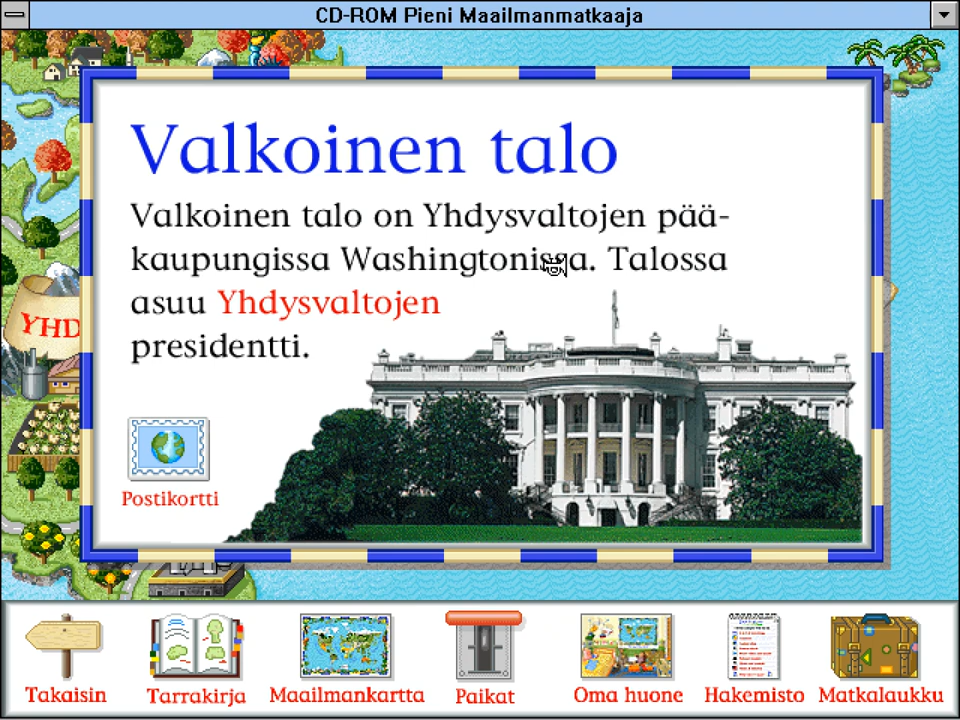 CD-ROM Pieni Maailmanmatkaaja
Valkoinen talo
Valkoinen talo on Yhdysvaltojen pää-
kaupungissa Washingtonissa. Talossa
asuu Yhdysvaltojen
presidentti.
YHD
Postikortti
Takaisin
Tarrakirja
Maailmankartta
Paikat
Oma huone
Hakemisto
Matkalaukku